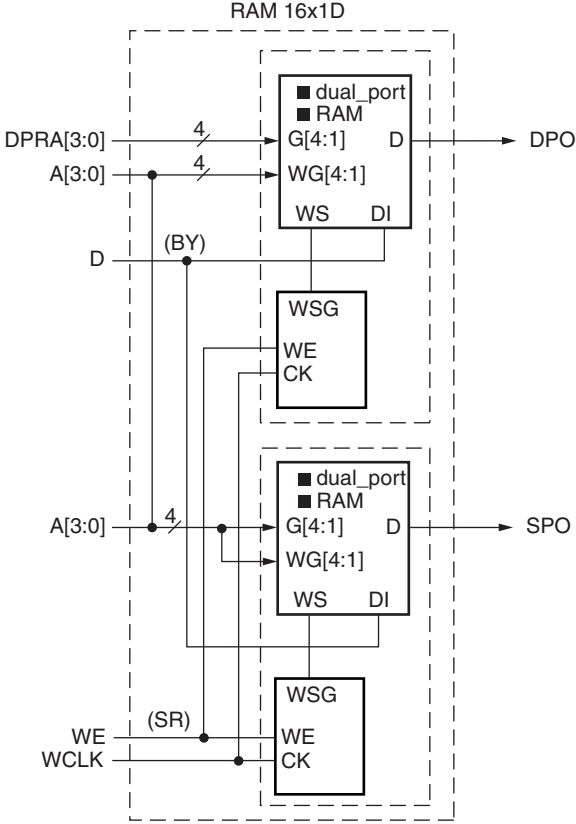 RAM 16x1D
dual_port
RAM
DPRA[3:0]
4
G[4:1]
D
DPO
A[3:0]
4
WG[4:1]
WS
DI
D
(BY)
WSG
WE
CK
dual_port
RAM
A[3:0]
4
G[4:1]
D
SPO
WG[4:1]
WS
DI
WSG
WE
(SR)
WE
WCLK
CK